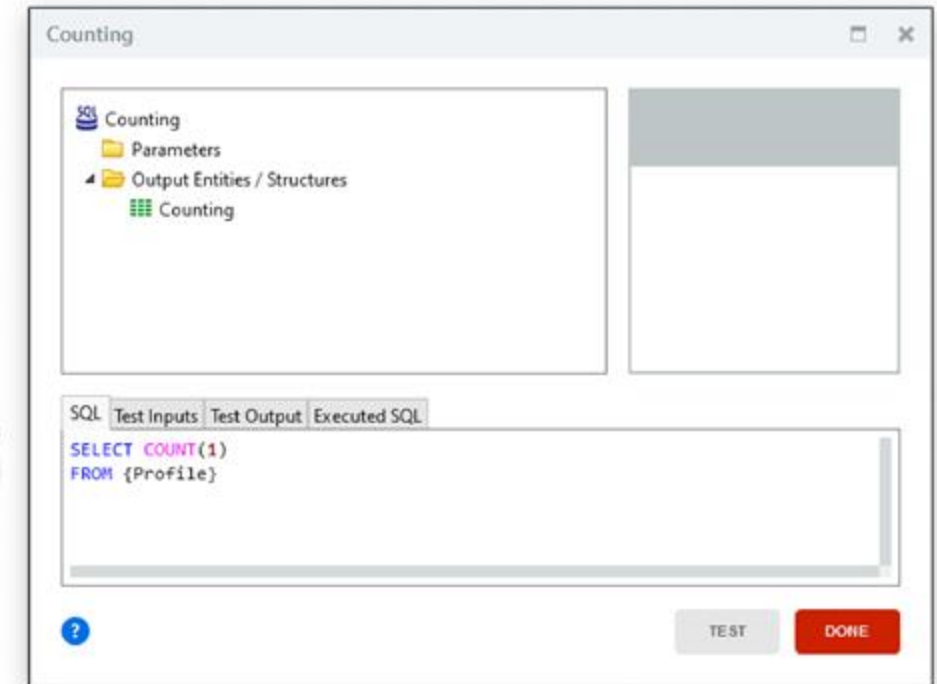 Counting
SQL
Counting
Parameters
Output Entities / Structures
Counting
SQL Test Inputs Test Output Executed SQL
SELECT COUNT(1)
FROM {Profile}
?
TEST DONE